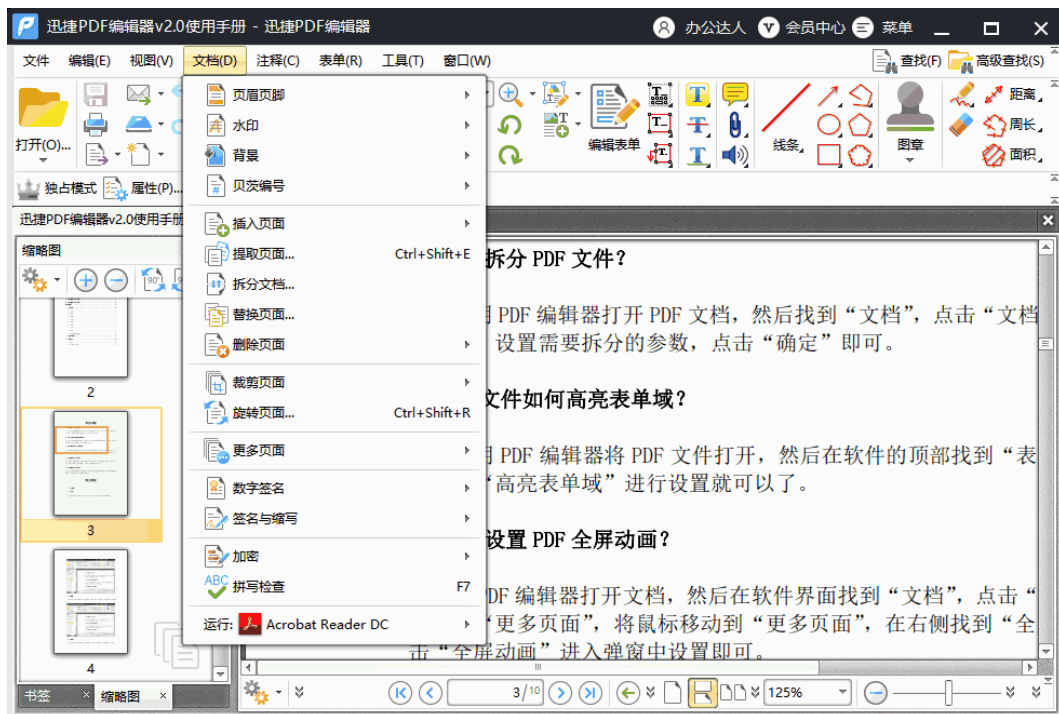 迅捷PDF编辑器v2.0使用手册 - 迅捷PDF编辑器
办公达人 会员中心 菜单
文件 编辑(E) 视图(V) 文档(D) 注释(C) 表单(R) 工具(T) 窗口(W)
查找(F) 高级查找(S)
打开(O)...
编辑表单
线条
图章
距离
周长
面积
独占模式 属性(P)...
迅捷PDF编辑器v2.0使用手册
缩略图
2
3
4
书签 × 缩略图 ×
页眉页脚
水印
背景
贝茨编号
插入页面
提取页面... Ctrl+Shift+E
拆分文档...
替换页面...
删除页面
裁剪页面
旋转页面... Ctrl+Shift+R
更多页面
数字签名
签名与缩写
加密
ABC 拼写检查 F7
运行: Acrobat Reader DC
拆分 PDF 文件？
PDF 编辑器打开 PDF 文档，然后找到“文档”，点击“文档
设置需要拆分的参数，点击“确定”即可。
文件如何高亮表单域？
PDF 编辑器将 PDF 文件打开，然后在软件的顶部找到“表
“高亮表单域”进行设置就可以了。
设置 PDF 全屏动画？
PDF 编辑器打开文档，然后在软件界面找到“文档”，点击“
“更多页面”，将鼠标移动到“更多页面”，在右侧找到“全
击“全屏动画”进入弹窗中设置即可。
3/10
125%